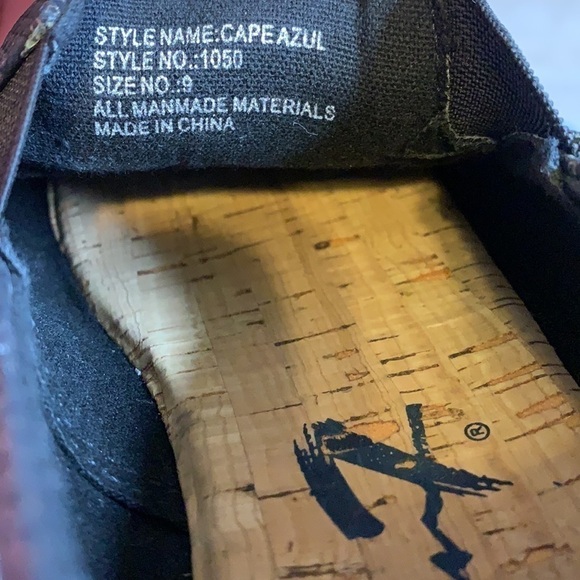 STYLE NAME:CAPE AZUL
STYLE NO.:1050
SIZE NO.:9
ALL MANMADE MATERIALS
MADE IN CHINA
®